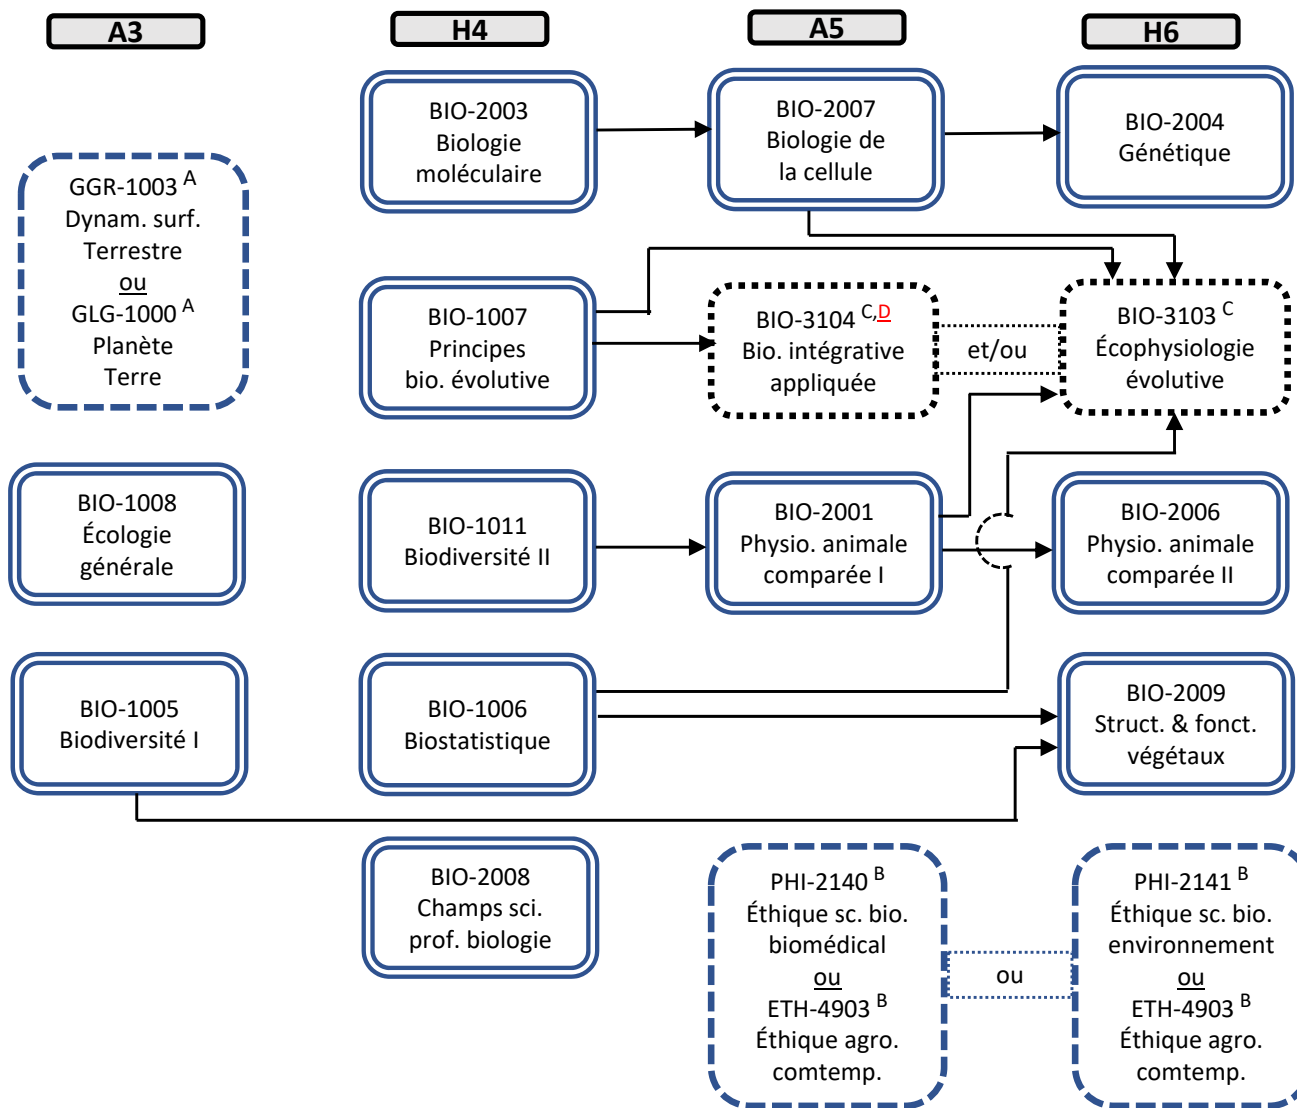 A3
H4
A5
H6
BIO-2003
Biologie
moléculaire
BIO-2007
Biologie de
la cellule
BIO-2004
Génétique
GGR-1003 A
Dynam. surf.
Terrestre
ou
GLG-1000 A
Planète
Terre
BIO-1007
Principes
bio. évolutive
BIO-3104 C,D
Bio. intégrative
appliquée
et/ou
BIO-3103 C
Écophysiologie
évolutive
BIO-1008
Écologie
générale
BIO-1011
Biodiversité II
BIO-2001
Physio. animale
comparée I
BIO-2006
Physio. animale
comparée II
BIO-1005
Biodiversité I
BIO-1006
Biostatistique
BIO-2009
Struct. & fonct.
végétaux
BIO-2008
Champs sci.
prof. biologie
PHI-2140 B
Éthique sc. bio.
biomédical
ou
ETH-4903 B
Éthique agro.
comtemp.
ou
PHI-2141 B
Éthique sc. bio.
environnement
ou
ETH-4903 B
Éthique agro.
comtemp.